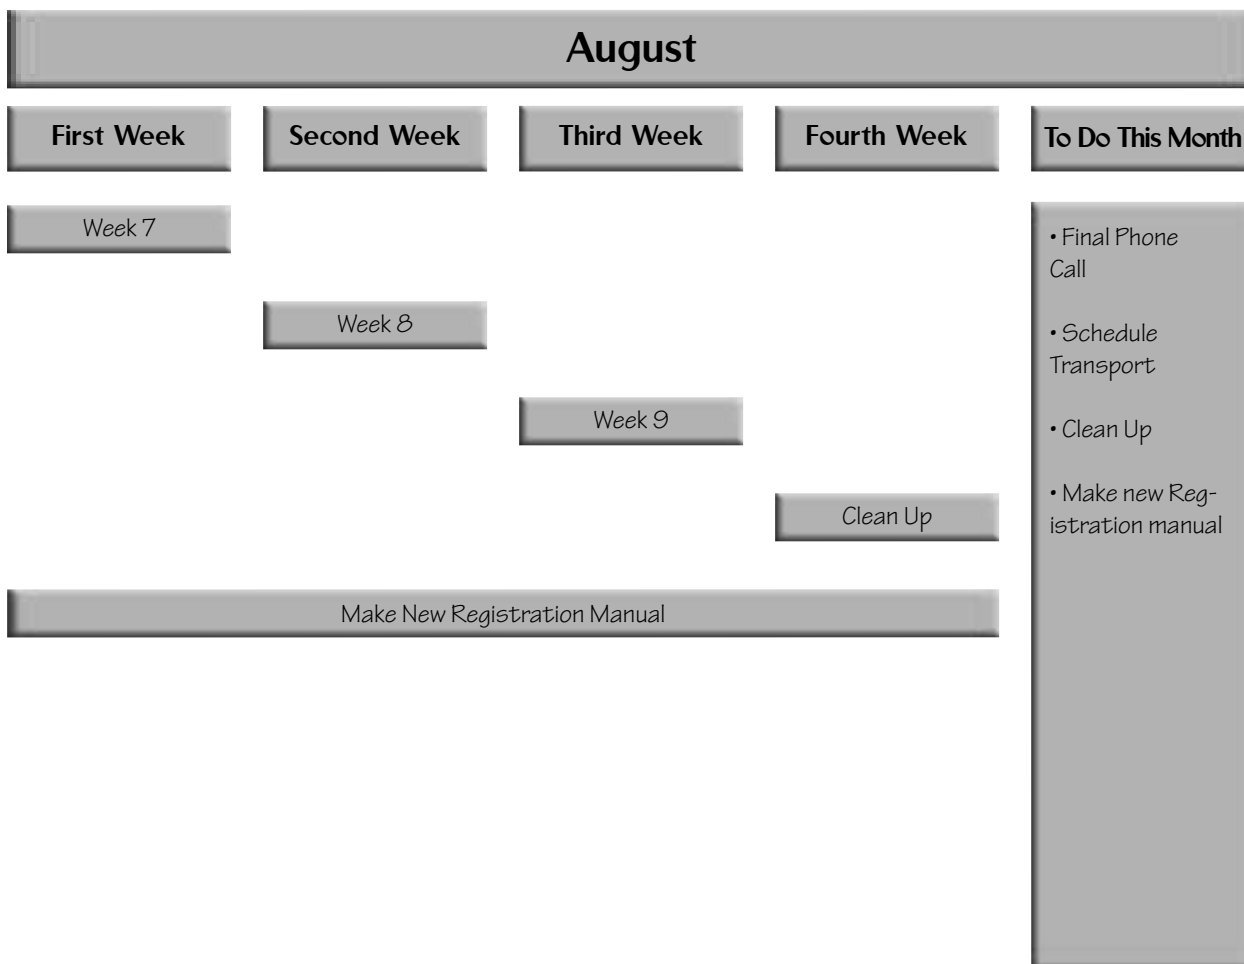 August
First Week
Second Week
Third Week
Fourth Week
To Do This Month
Week 7
Week 8
Week 9
Clean Up
Make New Registration Manual
• Final Phone
Call
• Schedule
Transport
• Clean Up
• Make new Reg-
istration manual